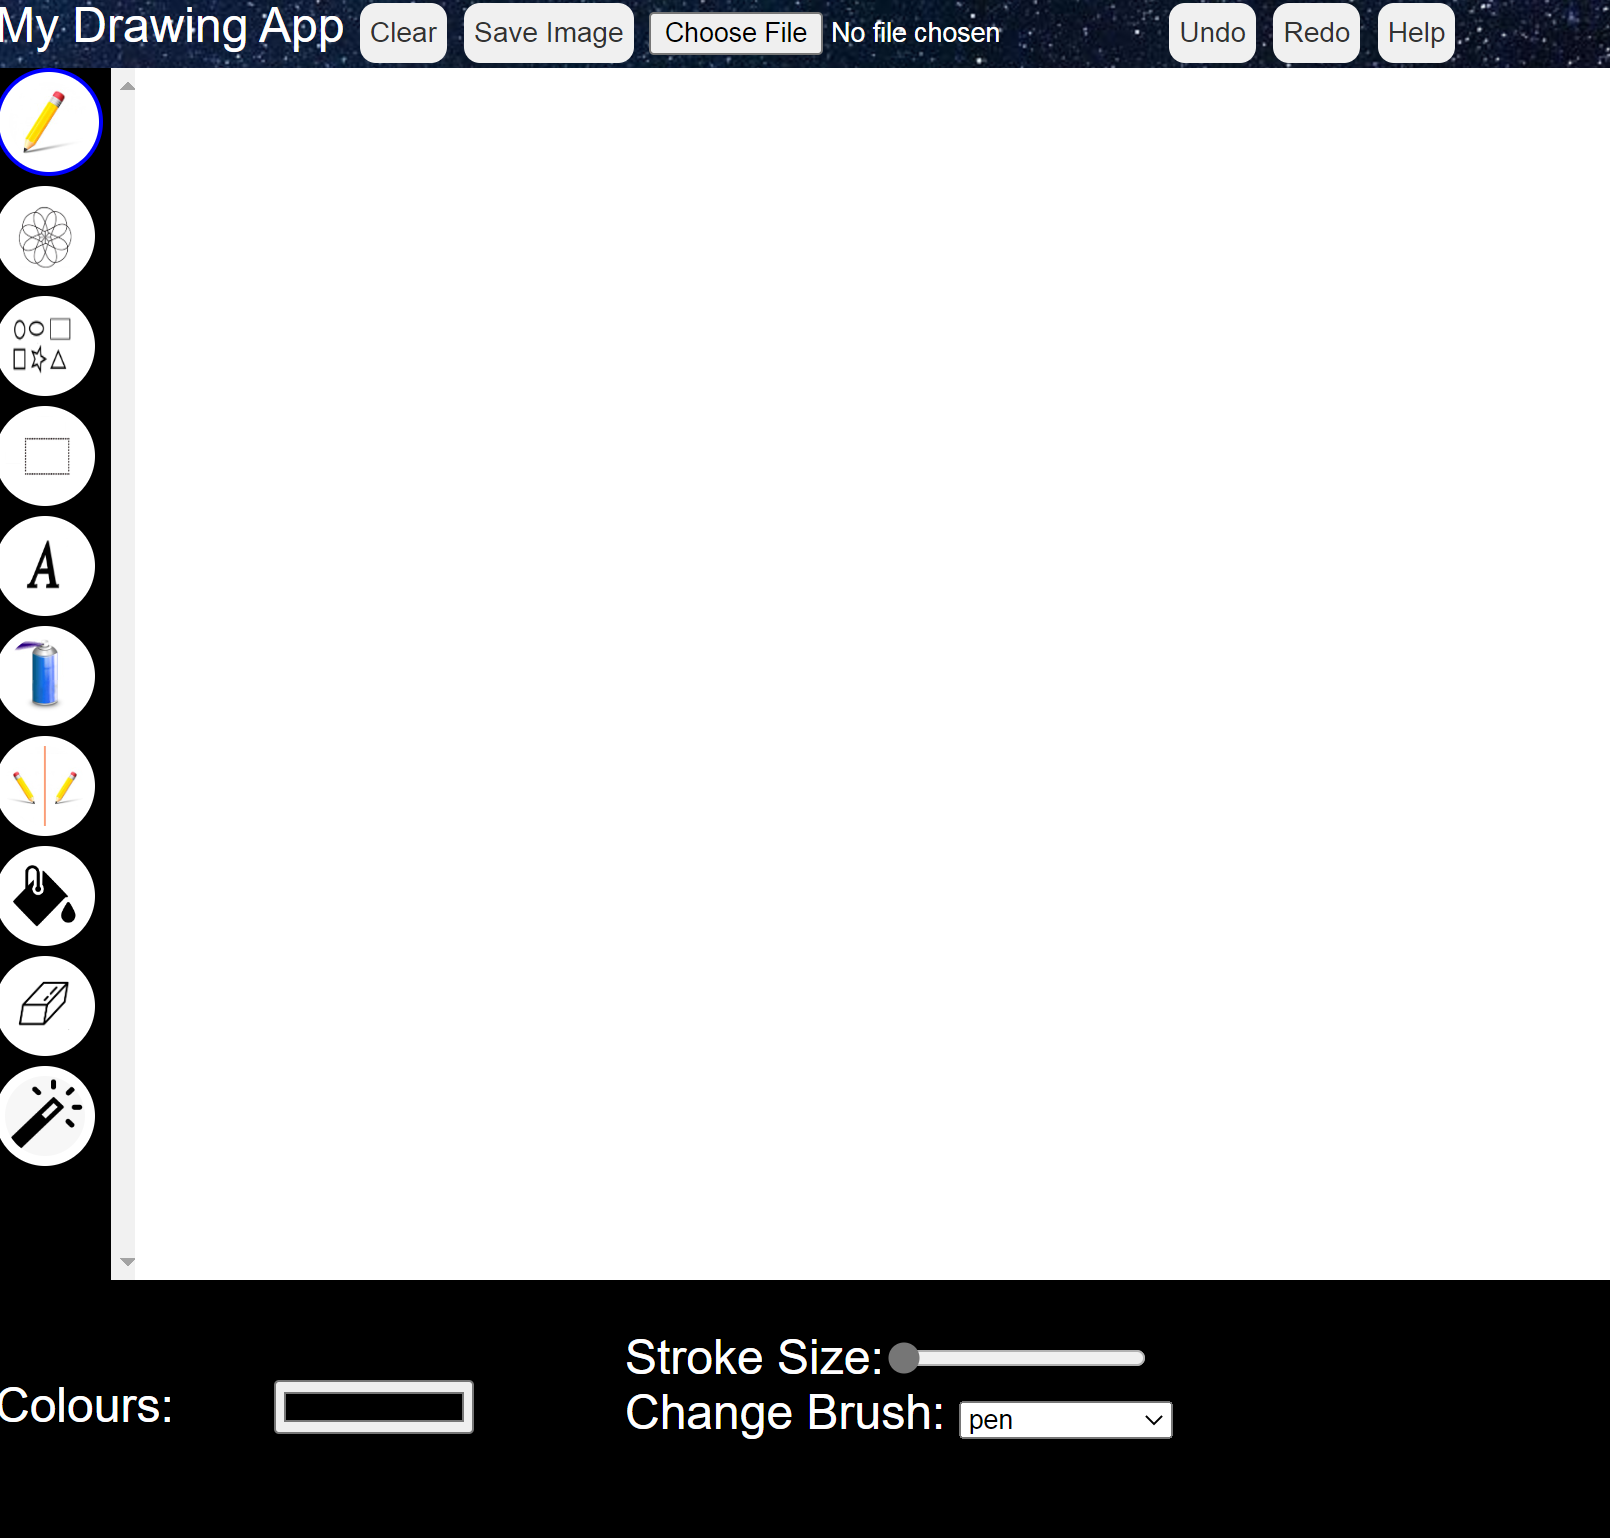 My Drawing App Clear Save Image Choose File No file chosen Undo Redo Help
A
Stroke Size:
Colours:
Change Brush: pen